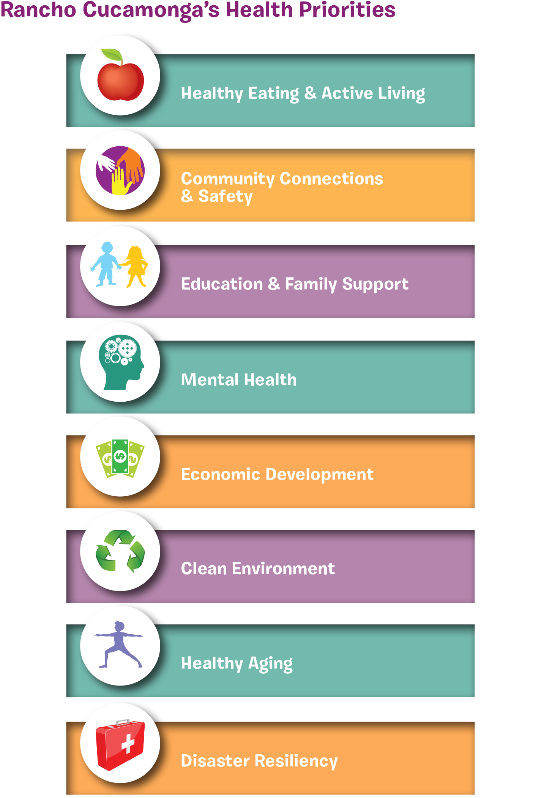 Rancho Cucamonga's Health Priorities
Healthy Eating & Active Living
Community Connections
& Safety
Education & Family Support
Mental Health
Economic Development
Clean Environment
Healthy Aging
Disaster Resiliency